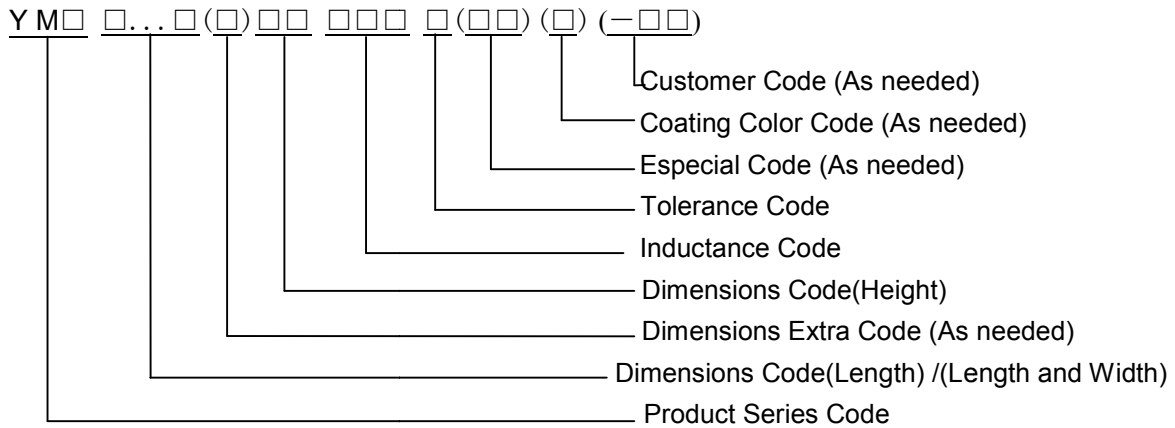 YM□ □...□(□)□□ □□□ □(□□)(□) (－□□)
Customer Code (As needed)
Coating Color Code (As needed)
Especial Code (As needed)
Tolerance Code
Inductance Code
Dimensions Code(Height)
Dimensions Extra Code (As needed)
Dimensions Code(Length) /(Length and Width)
Product Series Code